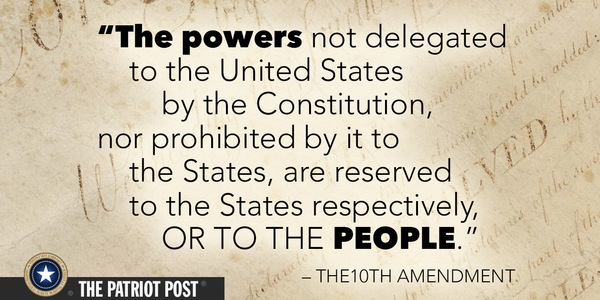 “The powers not delegated
to the United States
by the Constitution,
nor prohibited by it to
the States, are reserved
to the States respectively,
OR TO THE PEOPLE.”
– THE10TH AMENDMENT
THE PATRIOT POST